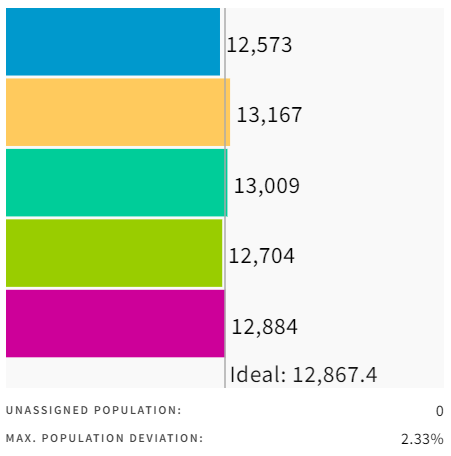 12,573
13,167
13,009
12,704
12,884
Ideal: 12,867.4
UNASSIGNED POPULATION: 0
MAX. POPULATION DEVIATION: 2.33%